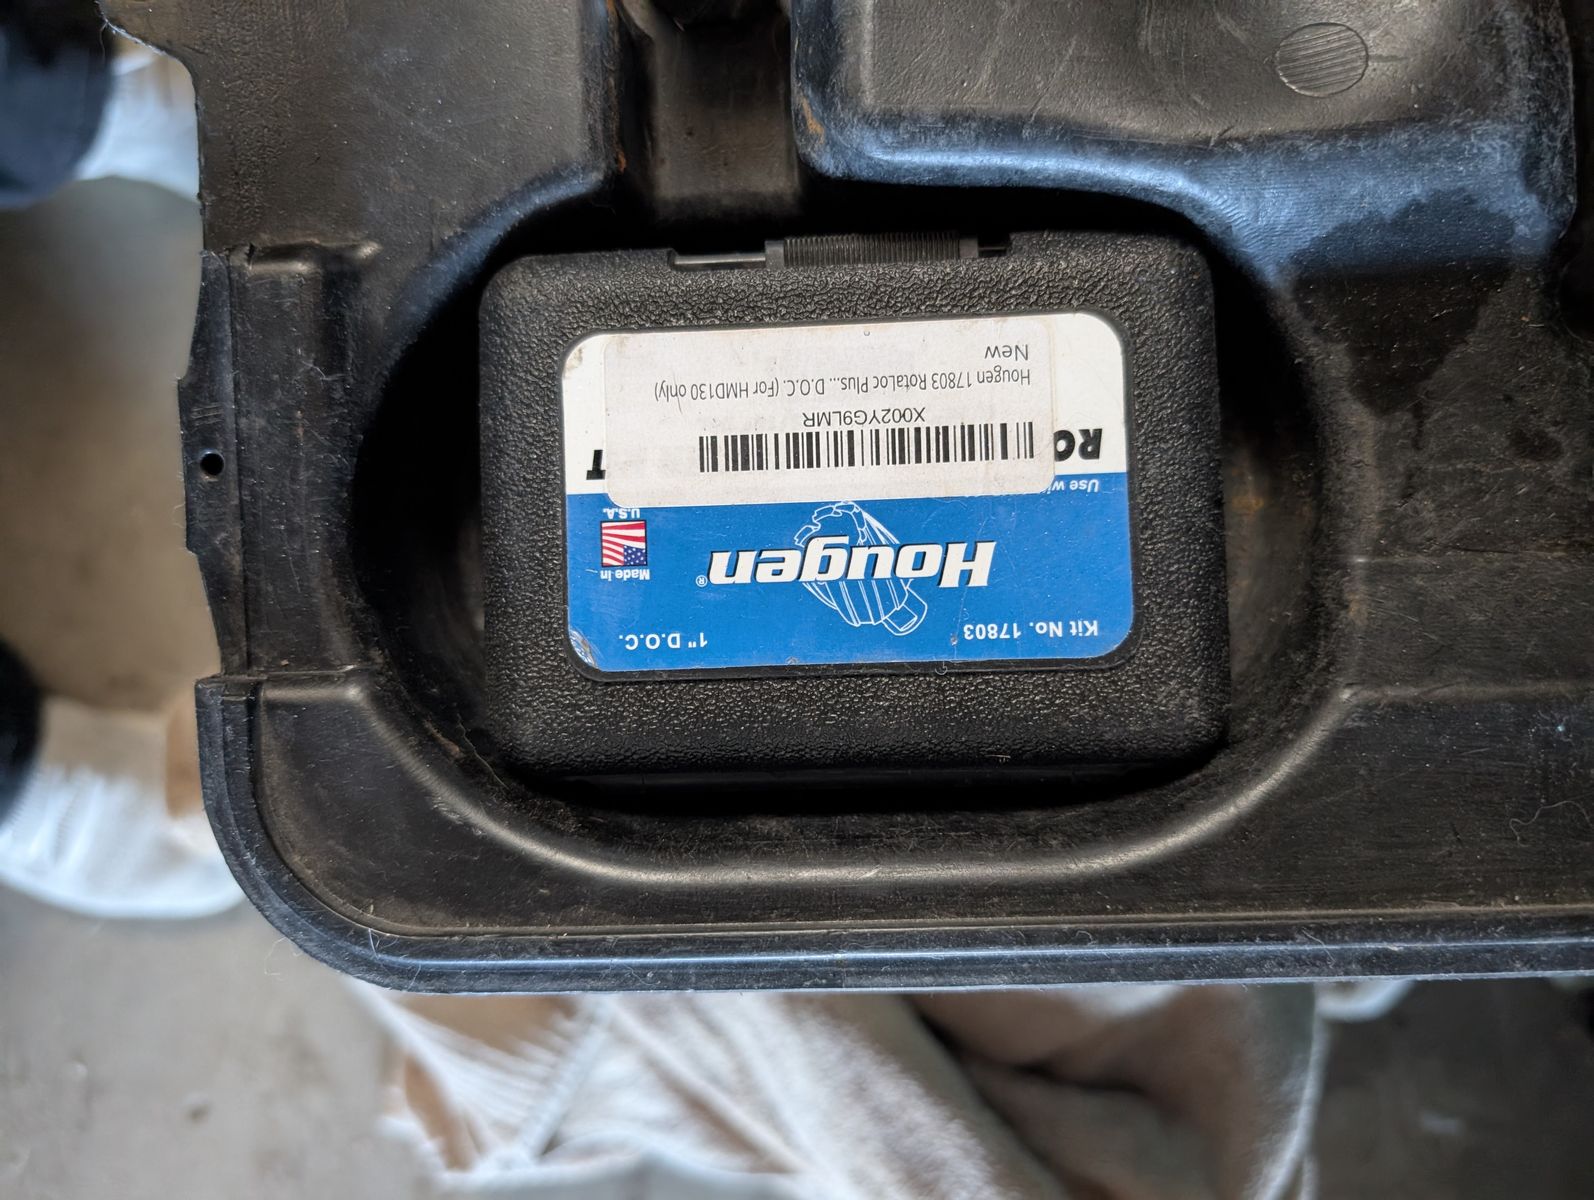 Kit No. 17803
1" D.O.C.
Hougen®
Made in
U.S.A.
Use
RO
T
X002YG9LMR
Hougen 17803 RotaLoc Plus... D.O.C. (For HMD130 only)
New